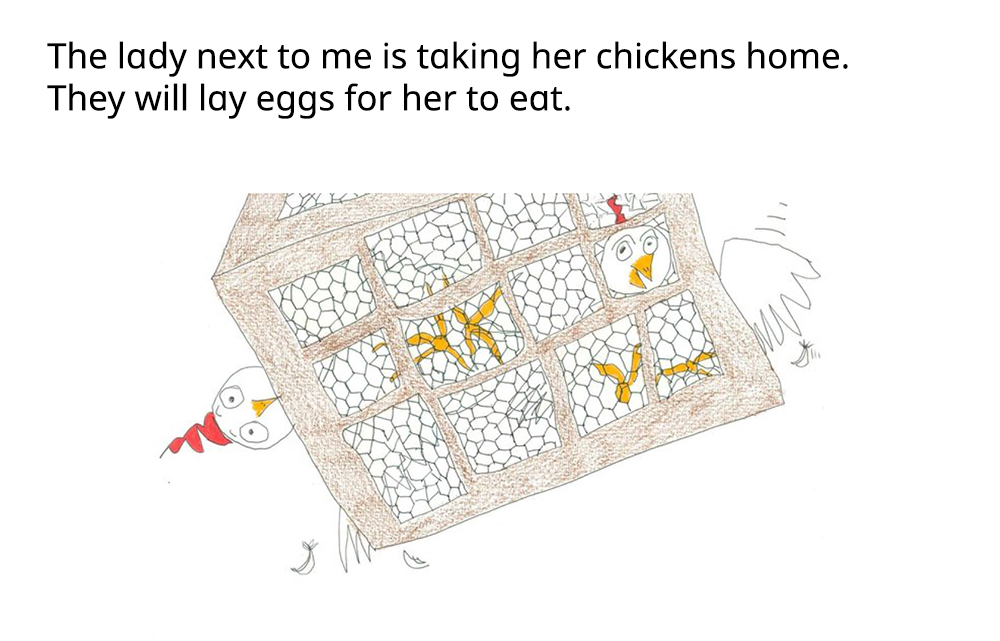 The lady next to me is taking her chickens home.
They will lay eggs for her to eat.